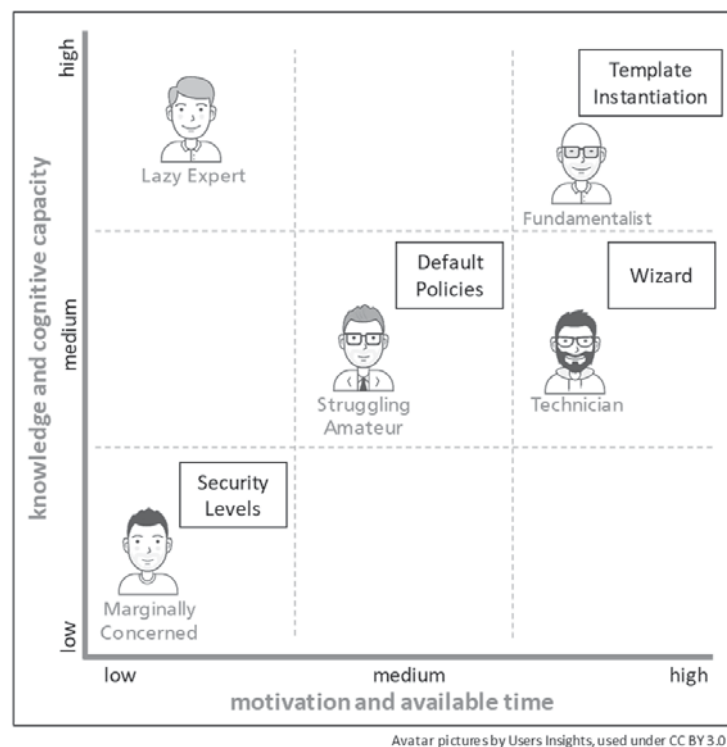 high
Template
Instantiation
Lazy Expert
Fundamentalist
knowledge and cognitive capacity
medium
Default
Policies
Wizard
Struggling
Amateur
Technician
Security
Levels
Marginally
Concerned
low
low
medium
high
motivation and available time
Avatar pictures by Users Insights, used under CC BY 3.0